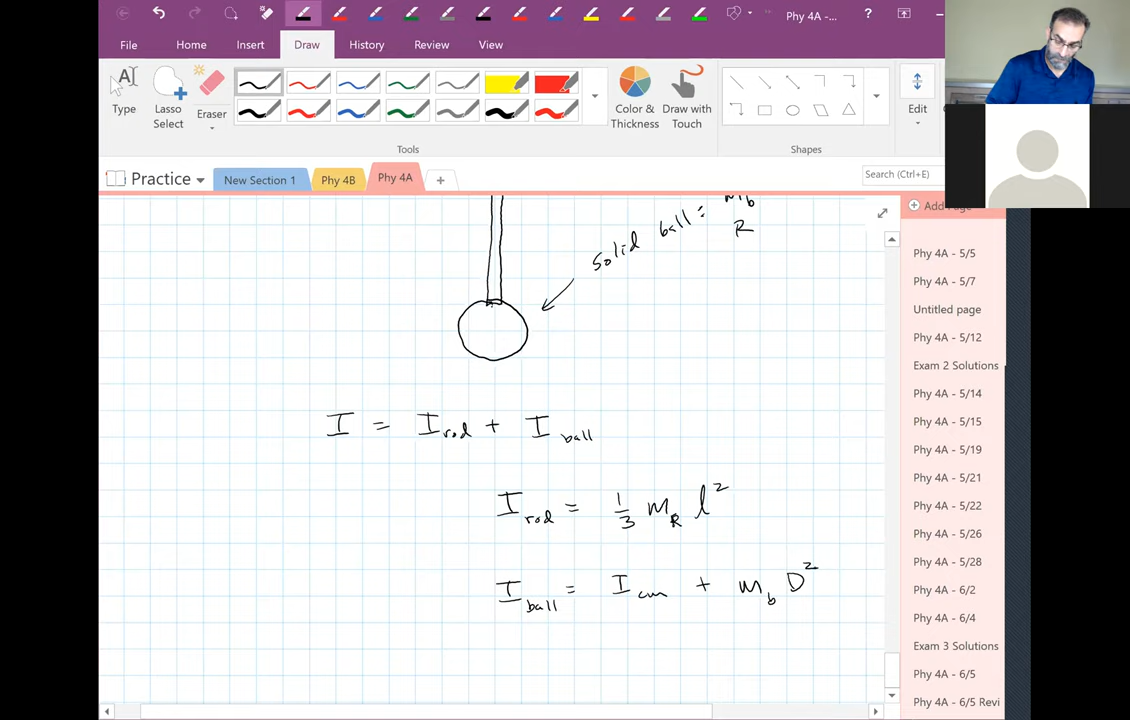 Phy 4A -...
?
File
Home
Insert
Draw
History
Review
View
Type
Lasso Select
Eraser
Color & Thickness
Draw with Touch
Edit
Tools
Shapes
Practice
New Section 1
Phy 4B
Phy 4A
+
Search (Ctrl+E)
Add Page
Phy 4A - 5/5
Phy 4A - 5/7
Untitled page
Phy 4A - 5/12
Exam 2 Solutions
Phy 4A - 5/14
Phy 4A - 5/15
Phy 4A - 5/19
Phy 4A - 5/21
Phy 4A - 5/22
Phy 4A - 5/26
Phy 4A - 5/28
Phy 4A - 6/2
Phy 4A - 6/4
Exam 3 Solutions
Phy 4A - 6/5
Phy 4A - 6/5 Revi
solid ball : m_b
R
I = I_rod + I_ball
I_rod = 1/3 m_R l²
I_ball = I_cm + m_b D²